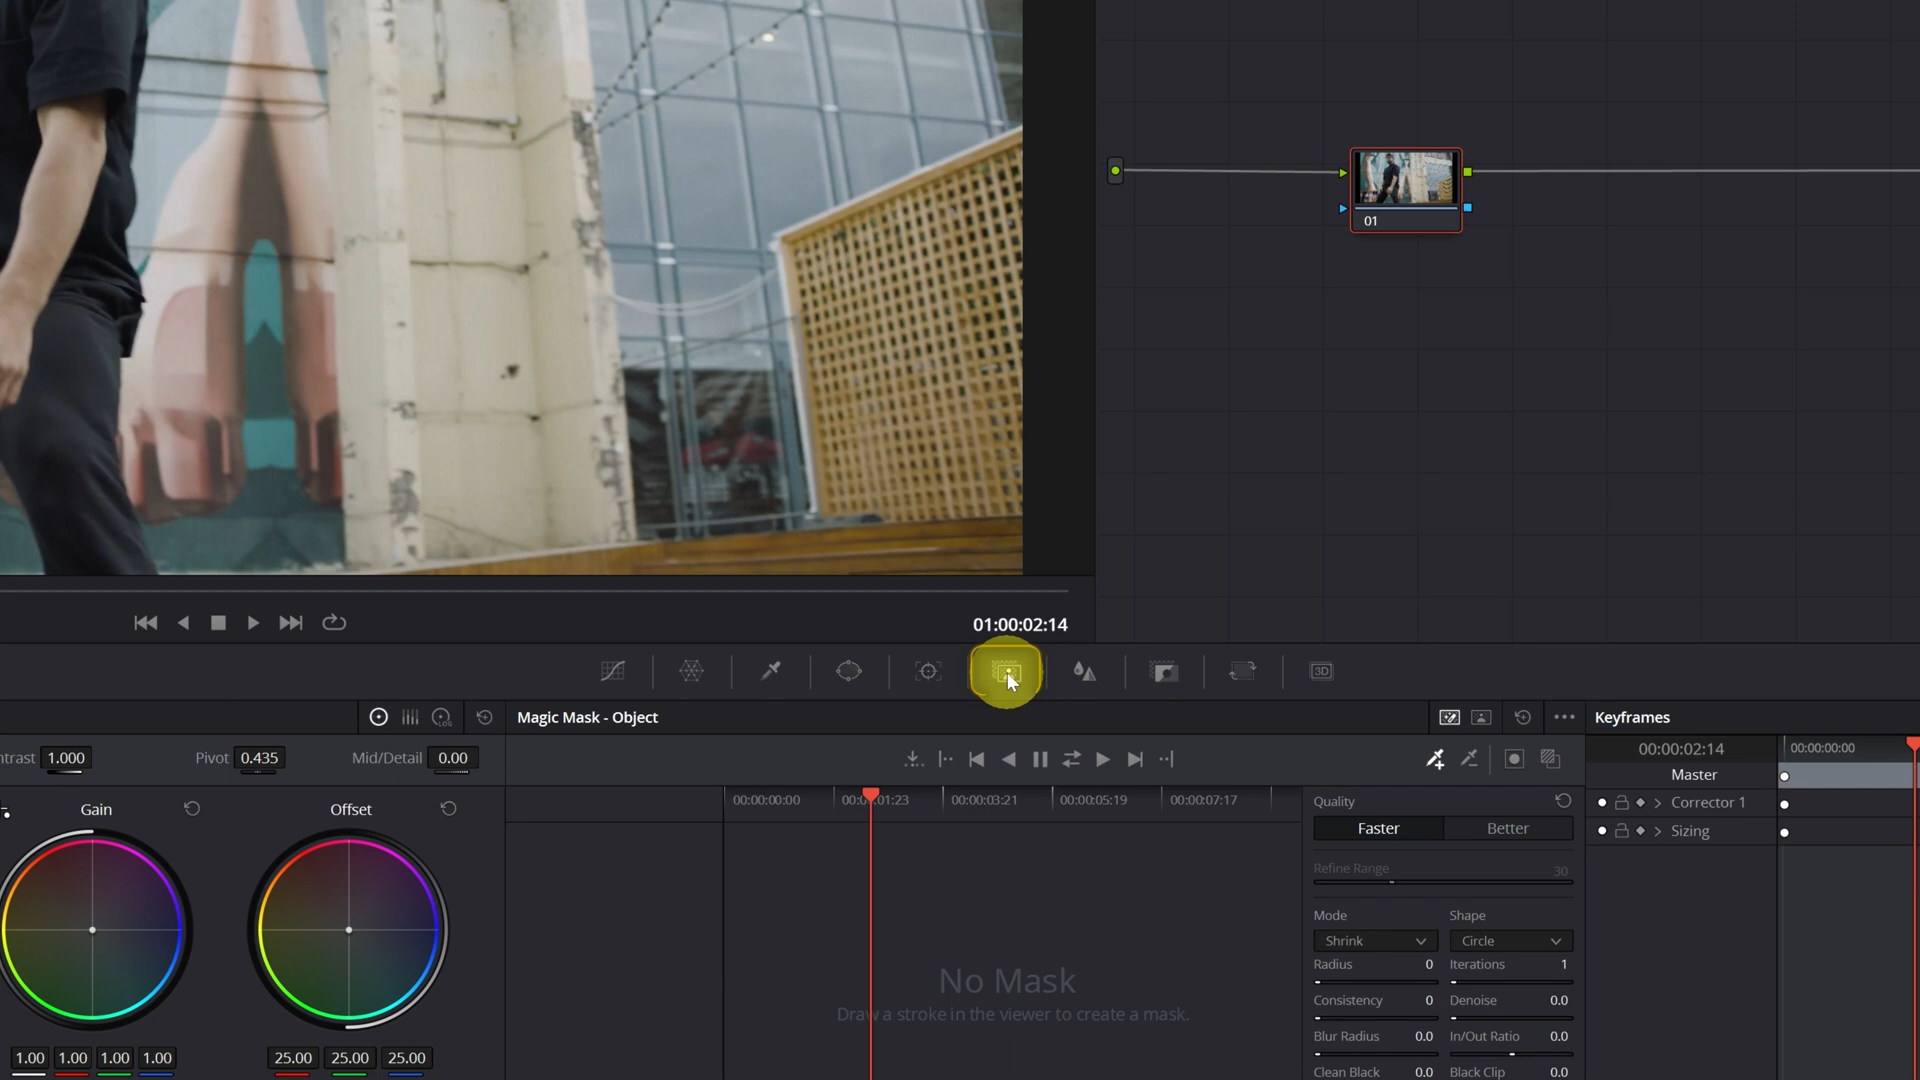 01
01:00:02:14
3D
LOG
Magic Mask - Object
Keyframes
ntrast 1.000 Pivot 0.435 Mid/Detail 0.00
00:00:02:14 00:00:00:00
Master
Gain Offset
00:00:00:00 00:00:01:23 00:00:03:21 00:00:05:19 00:00:07:17
Quality
Corrector 1
Faster Better
Sizing
Refine Range 30
Mode Shape
Shrink Circle
Radius 0 Iterations 1
No Mask
Consistency 0 Denoise 0.0
Draw a stroke in the viewer to create a mask.
Blur Radius 0.0 In/Out Ratio 0.0
1.00 1.00 1.00 1.00 25.00 25.00 25.00
Clean Black 0.0 Black Clip 0.0